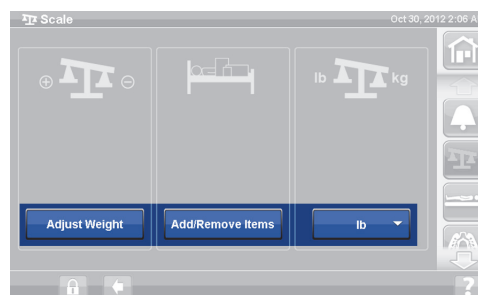 Scale
Oct 30, 2012 2:06 A
lb kg
Adjust Weight
Add/Remove Items
lb
?